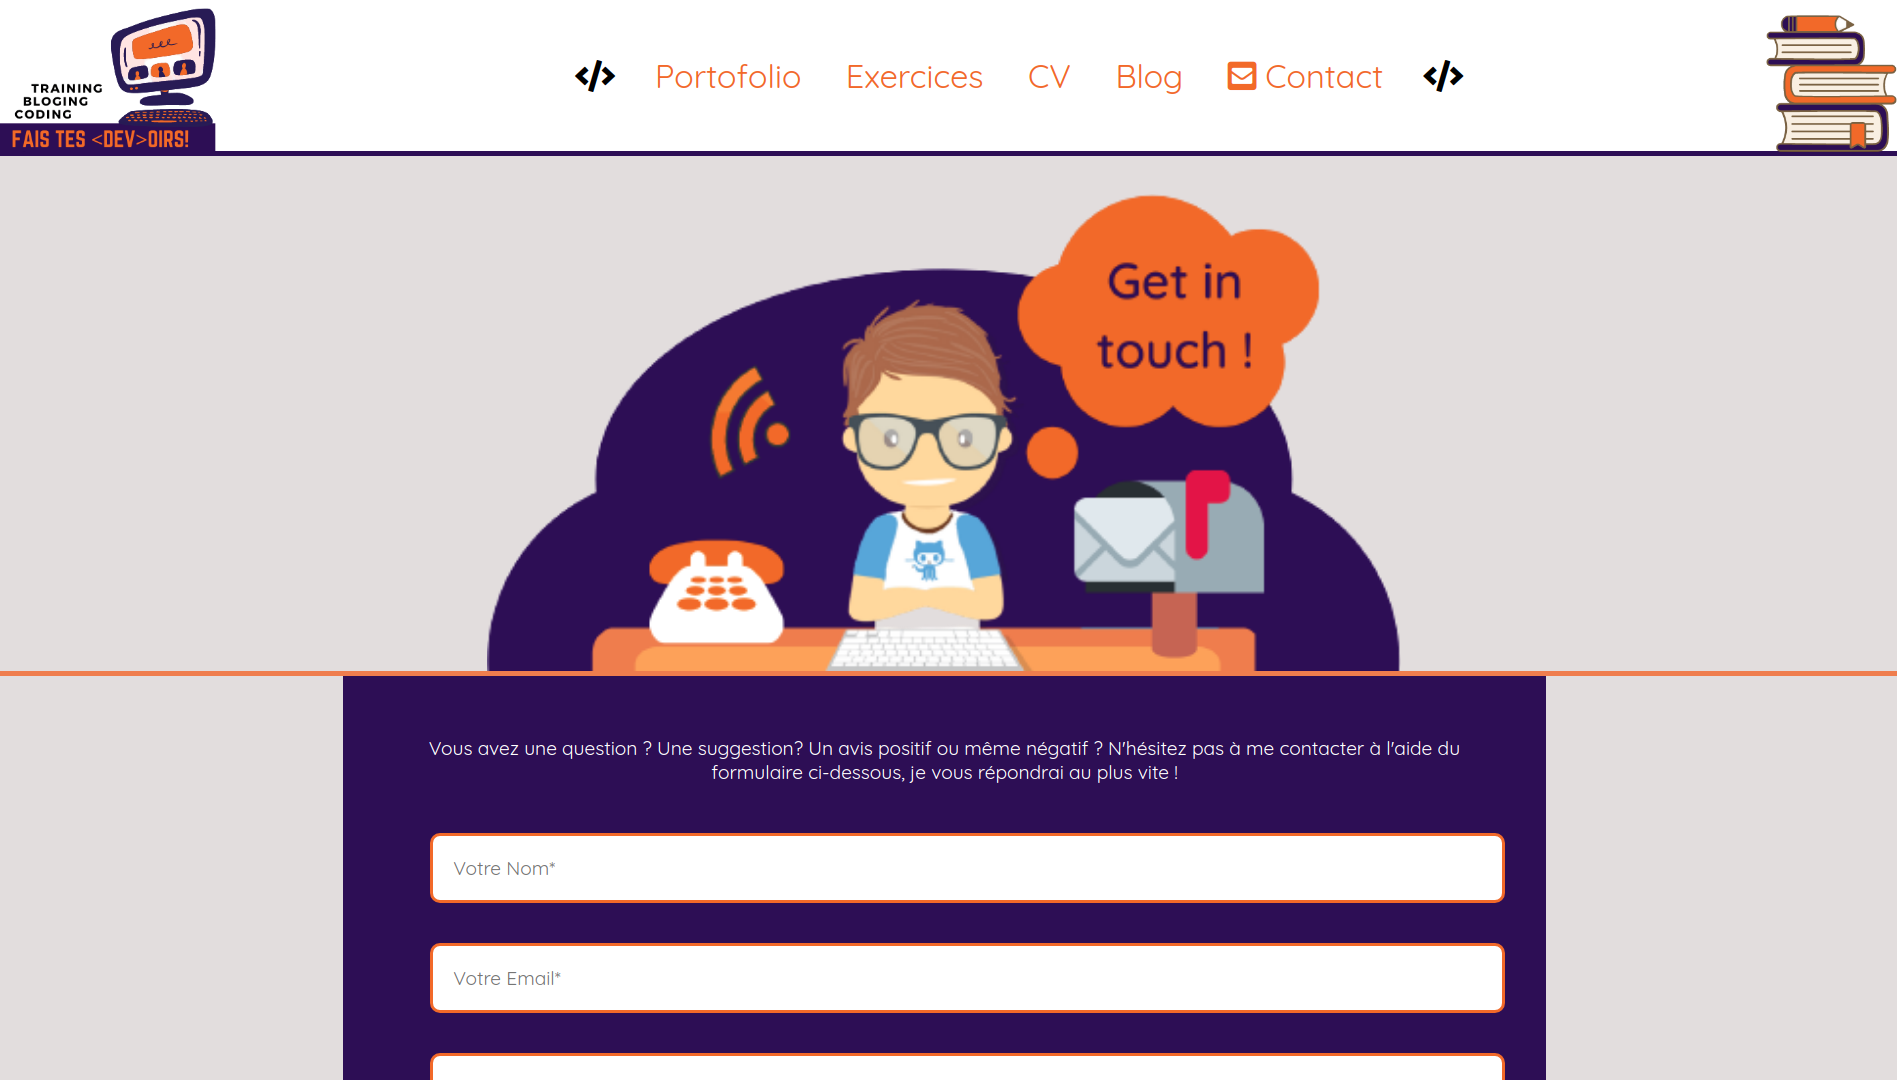 TRAINING
BLOGING
CODING
FAIS TES <DEV>OIRS!
</> Portofolio Exercices CV Blog Contact </>
Get in
touch !
Vous avez une question ? Une suggestion? Un avis positif ou même négatif ? N'hésitez pas à me contacter à l'aide du
formulaire ci-dessous, je vous répondrai au plus vite !
Votre Nom*
Votre Email*